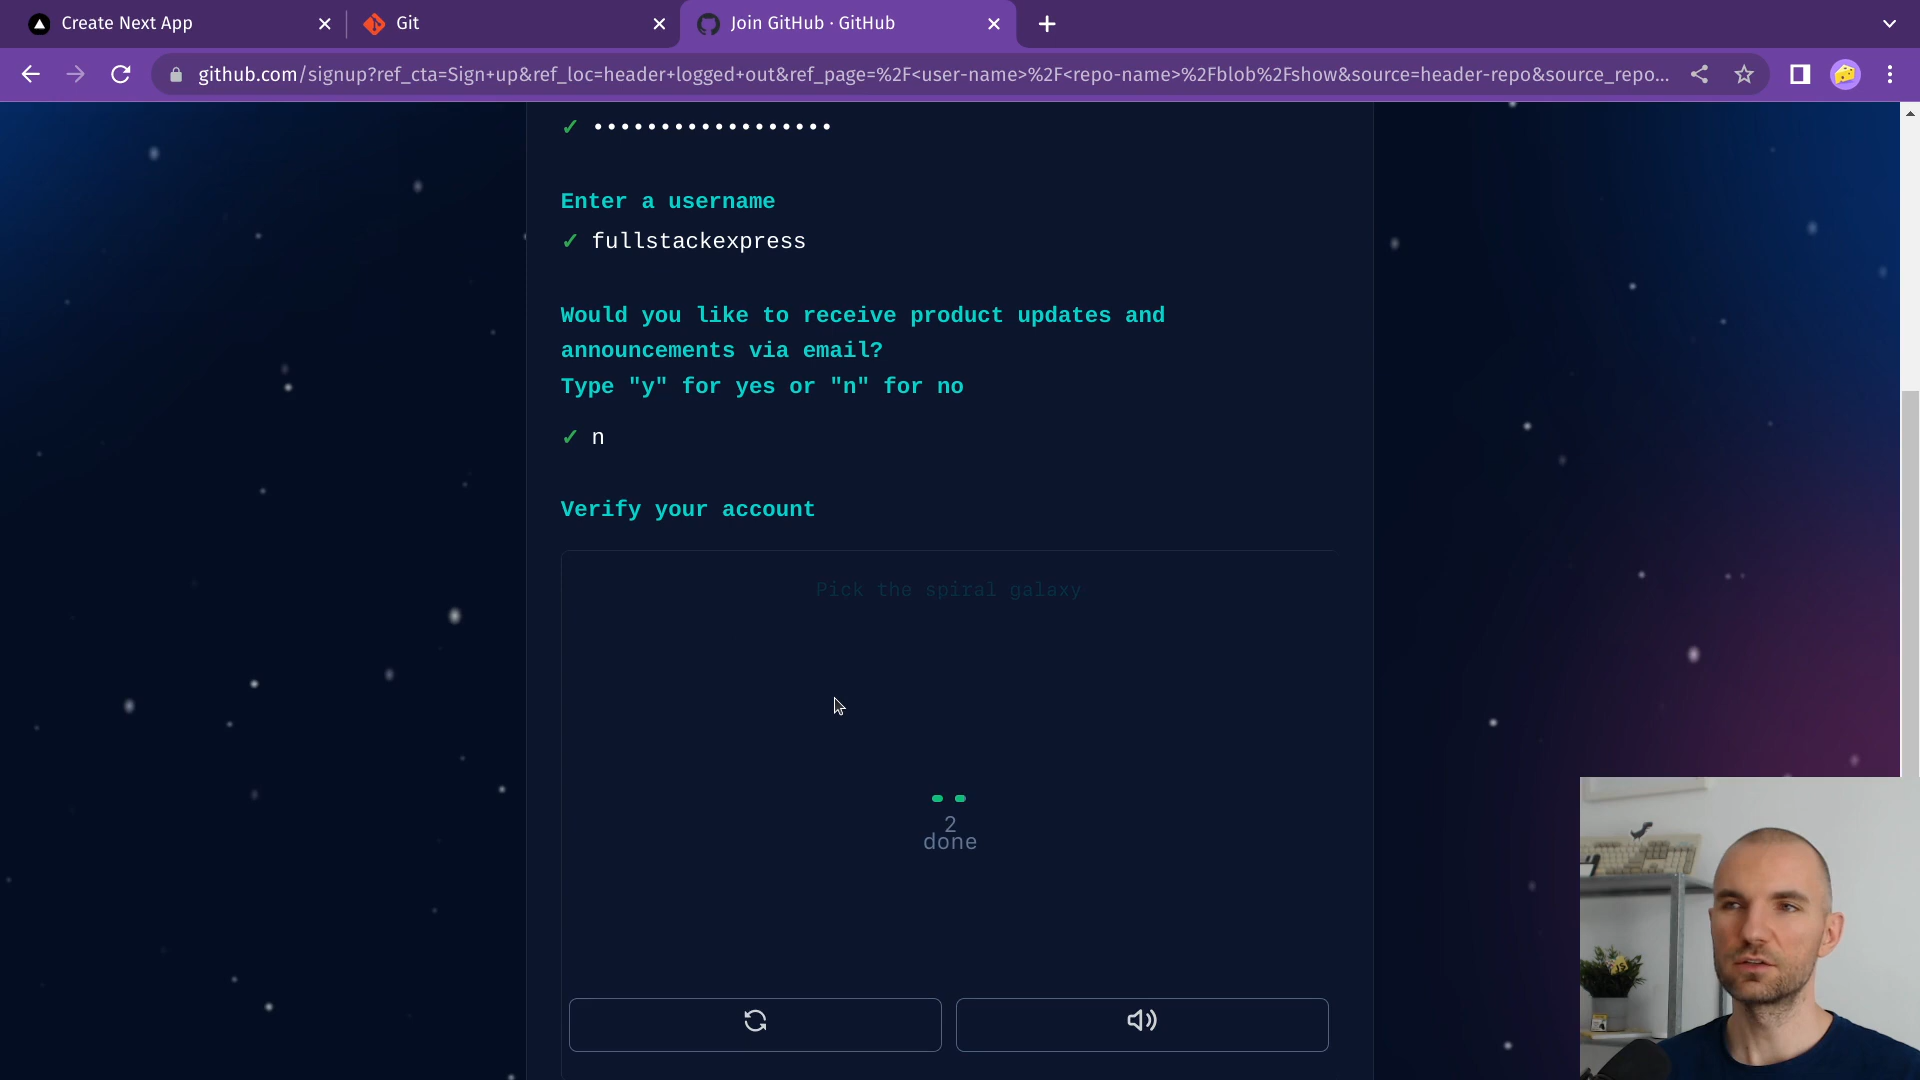 Create Next App
Git
Join GitHub · GitHub
github.com/signup?ref_cta=Sign+up&ref_loc=header+logged+out&ref_page=%2F<user-name>%2F<repo-name>%2Fblob%2Fshow&source=header-repo&source_repo...
✓ ••••••••••••••••••
Enter a username
✓ fullstackexpress
Would you like to receive product updates and
announcements via email?
Type "y" for yes or "n" for no
✓ n
Verify your account
Pick the spiral galaxy
2
done